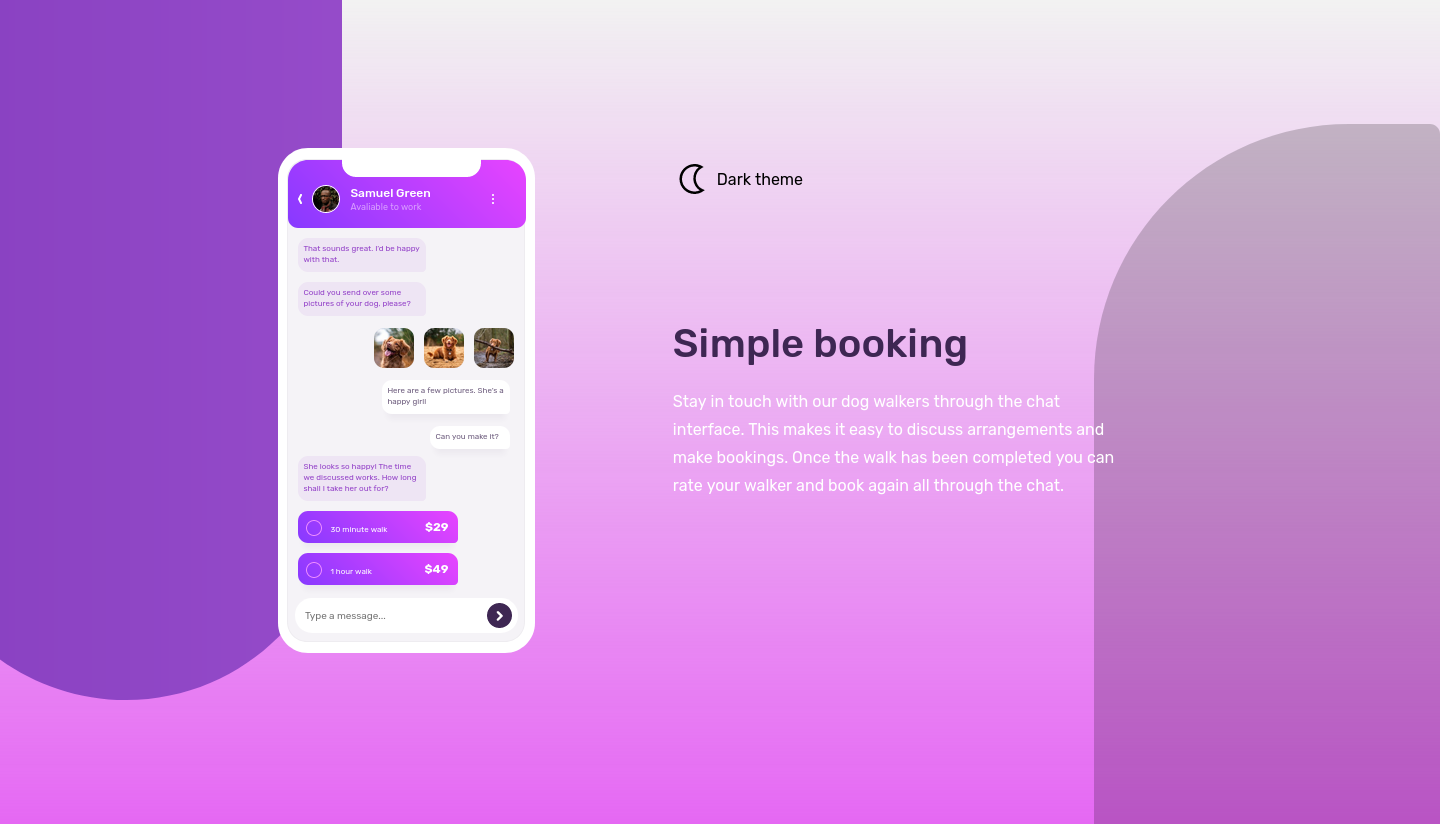 Samuel Green
Avaliable to work
That sounds great. I'd be happy
with that.
Could you send over some
pictures of your dog, please?
Here are a few pictures. She's a
happy girl!
Can you make it?
She looks so happy! The time
we discussed works. How long
shall I take her out for?
30 minute walk $29
1 hour walk $49
Type a message...
Dark theme
Simple booking
Stay in touch with our dog walkers through the chat
interface. This makes it easy to discuss arrangements and
make bookings. Once the walk has been completed you can
rate your walker and book again all through the chat.